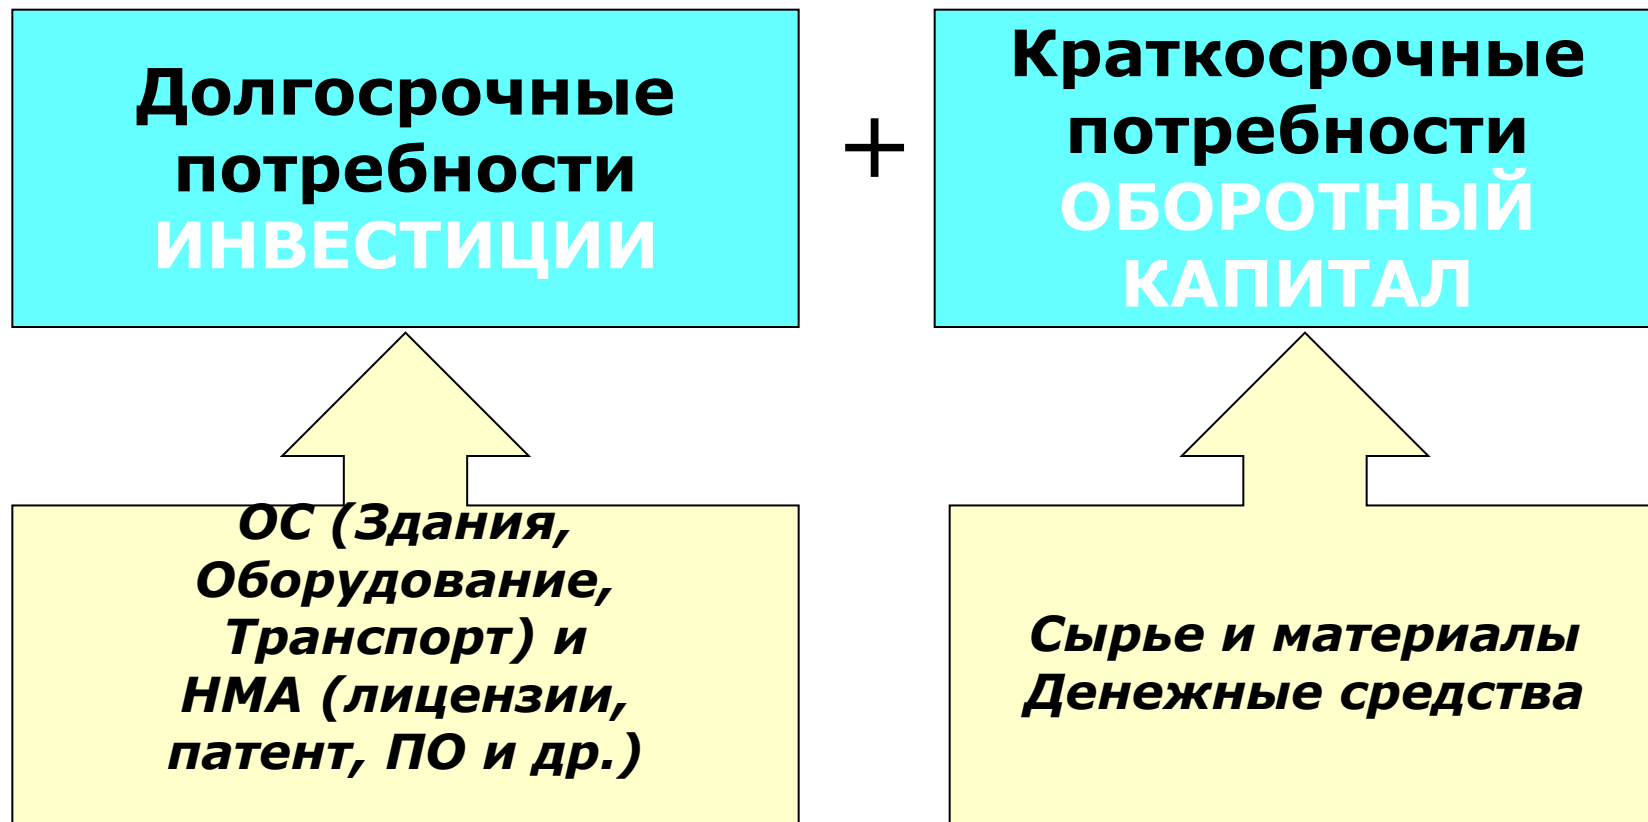 Долгосрочные
потребности
ИНВЕСТИЦИИ
+
Краткосрочные
потребности
ОБОРОТНЫЙ
КАПИТАЛ
ОС (Здания,
Оборудование,
Транспорт) и
НМА (лицензии,
патент, ПО и др.)
Сырье и материалы
Денежные средства